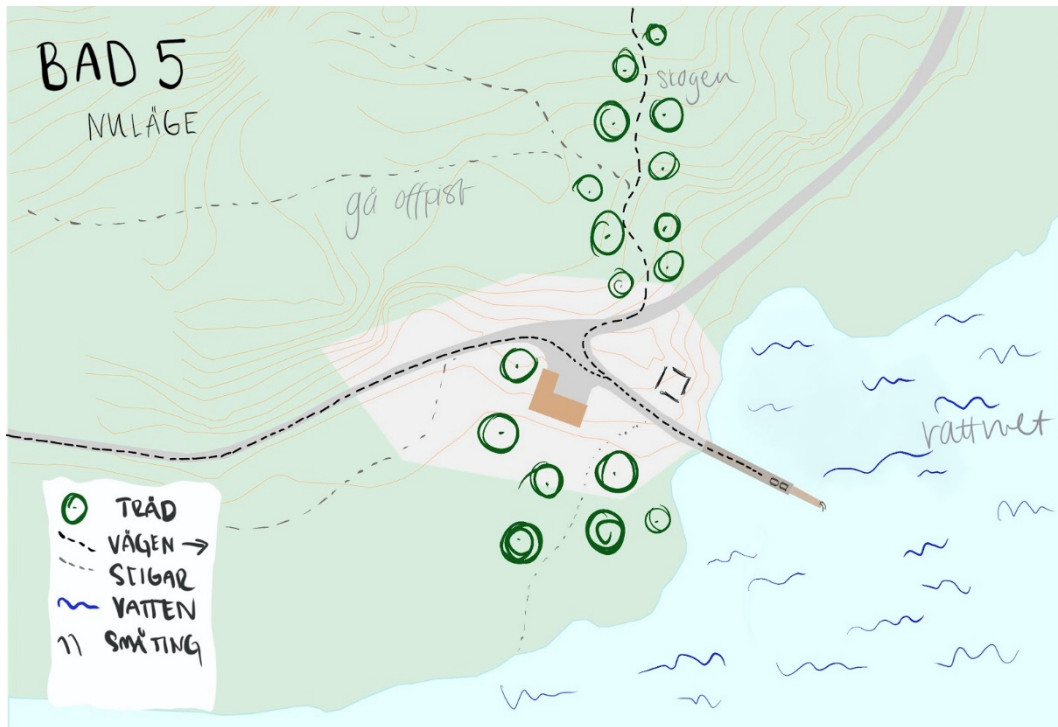 BAD 5
NULÄGE
skogen
gå offpist
vattnet
TRÄD
VÄGEN →
STIGAR
VATTEN
SMÅTING